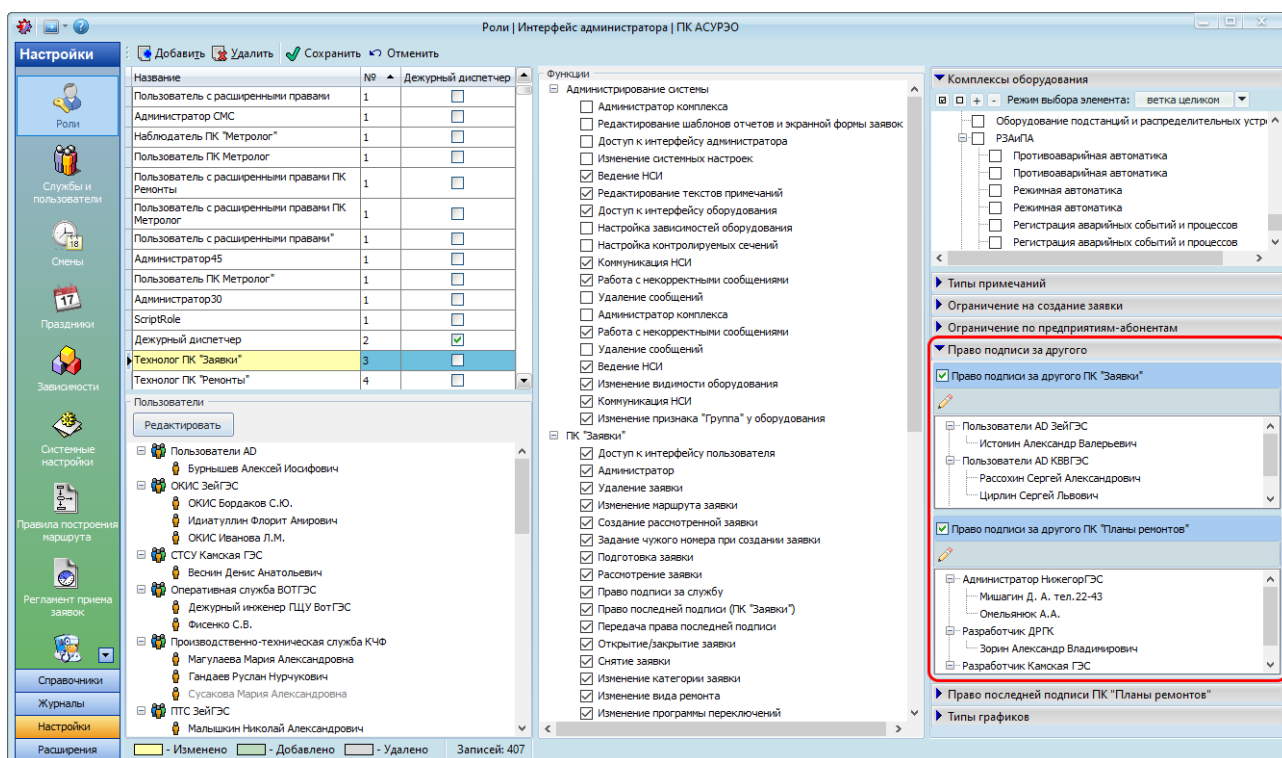 Роли | Интерфейс администратора | ПК АСУРЭО
Настройки
Добавить Удалить Сохранить Отменить
Роли
Службы и
пользователи
18
Смены
17
Праздники
Зависимости
Системные
настройки
Правила построения
маршрута
Регламент приема
заявок
Справочники
Журналы
Настройки
Расширения
Название № Дежурный диспетчер
Пользователь с расширенными правами 1
Администратор СМС 1
Наблюдатель ПК "Метролог" 1
Пользователь ПК Метролог 1
Пользователь с расширенными правами ПК
Ремонты 1
Пользователь с расширенными правами ПК
Метролог 1
Пользователь с расширенными правами" 1
Администратор45 1
Пользователь ПК Метролог" 1
Администратор30 1
ScriptRole 1
Дежурный диспетчер 2
Технолог ПК "Заявки" 3
Технолог ПК "Ремонты" 4
Пользователи
Редактировать
Пользователи AD
Бурнышев Алексей Иосифович
ОКИС ЗейГЭС
ОКИС Бордаков С.Ю.
Идиатуллин Флорит Анирович
ОКИС Иванова Л.М.
СТСУ Камская ГЭС
Веснин Денис Анатольевич
Оперативная служба ВОТГЭС
Дежурный инженер ПЩУ ВотГЭС
Фисенко С.В.
Производственно-техническая служба КЧФ
Магулаева Мария Александровна
Гандаев Руслан Нурчукович
Сусакова Мария Александровна
ПТС ЗейГЭС
Малышкин Николай Александрович
- Изменено - Добавлено - Удалено Записей: 407
Функции
Администрирование системы
Администратор комплекса
Редактирование шаблонов отчетов и экранной формы заявок
Доступ к интерфейсу администратора
Изменение системных настроек
Ведение НСИ
Редактирование текстов примечаний
Доступ к интерфейсу оборудования
Настройка зависимостей оборудования
Настройка контролируемых сечений
Коммуникация НСИ
Работа с некорректными сообщениями
Удаление сообщений
Администратор комплекса
Работа с некорректными сообщениями
Удаление сообщений
Ведение НСИ
Изменение видимости оборудования
Коммуникация НСИ
Изменение признака "Группа" у оборудования
ПК "Заявки"
Доступ к интерфейсу пользователя
Администратор
Удаление заявки
Изменение маршрута заявки
Создание рассмотренной заявки
Задание чужого номера при создании заявки
Подготовка заявки
Рассмотрение заявки
Право подписи за службу
Право последней подписи (ПК "Заявки")
Передача права последней подписи
Открытие/закрытие заявки
Снятие заявки
Изменение категории заявки
Изменение вида ремонта
Изменение программы переключений
Комплексы оборудования
Режим выбора элемента: ветка целиком
Оборудование подстанций и распределительных устр
РЗАиПА
Противоаварийная автоматика
Противоаварийная автоматика
Режимная автоматика
Режимная автоматика
Регистрация аварийных событий и процессов
Регистрация аварийных событий и процессов
Типы примечаний
Ограничение на создание заявки
Ограничение по предприятиям-абонентам
Право подписи за другого
Право подписи за другого ПК "Заявки"
Пользователи AD ЗейГЭС
Истомин Александр Валерьевич
Пользователи AD КВВГЭС
Рассохин Сергей Александрович
Цирлин Сергей Львович
Право подписи за другого ПК "Планы ремонтов"
Администратор НижегорГЭС
Мишагин Д. А. тел.22-43
Омельянюк А.А.
Разработчик ДРГК
Зорин Александр Владимирович
Разработчик Камская ГЭС
Право последней подписи ПК "Планы ремонтов"
Типы графиков